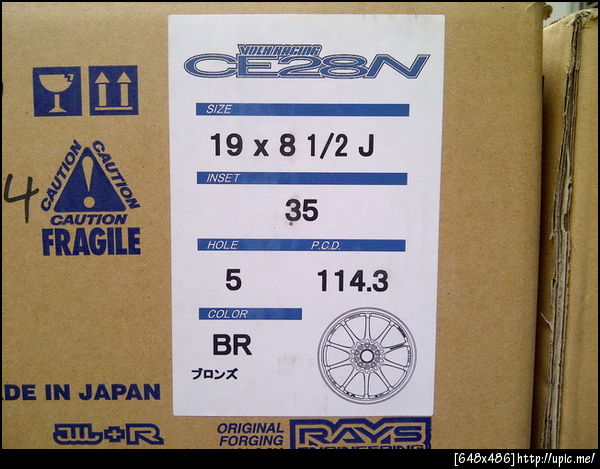 VOLK RACING
CE28N
SIZE
19 x 8 1/2 J
INSET
35
HOLE P.C.D.
5 114.3
COLOR
BR
ブロンズ
4
CAUTION
CAUTION
CAUTION
FRAGILE
DE IN JAPAN
ORIGINAL
FORGING
RAYS
ENGINEERING
[648x486]http://upic.me/